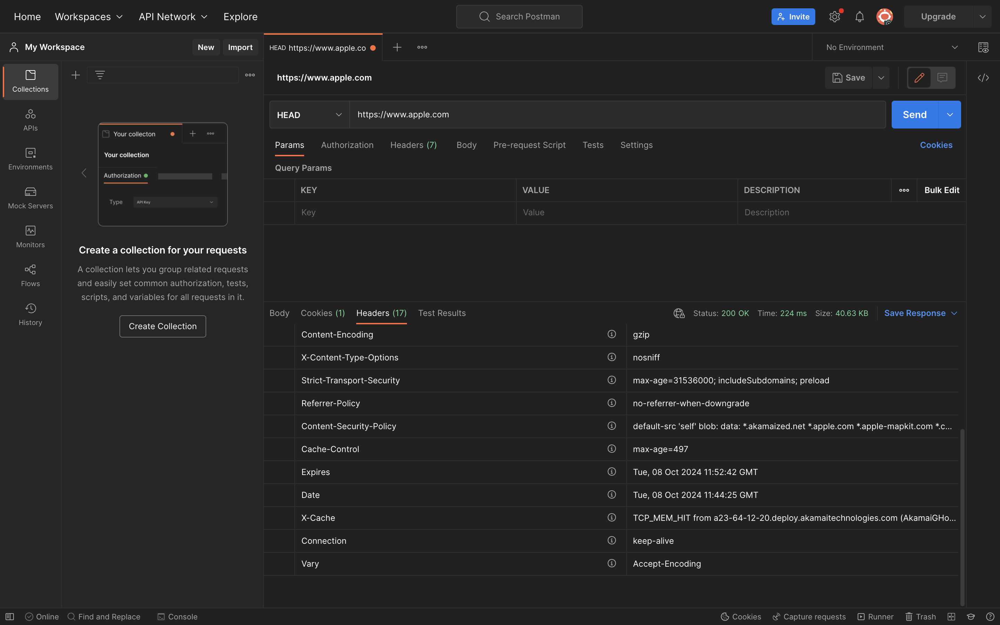 Home Workspaces API Network Explore Search Postman Invite Upgrade
My Workspace New Import HEAD https://www.apple.co No Environment
Collections
APIs
Environments
Mock Servers
Monitors
Flows
History
Your collecton
Your collection
Authorization
Type API Key
Create a collection for your requests
A collection lets you group related requests
and easily set common authorization, tests,
scripts, and variables for all requests in it.
Create Collection
https://www.apple.com Save
HEAD https://www.apple.com Send
Params Authorization Headers (7) Body Pre-request Script Tests Settings Cookies
Query Params
KEY VALUE DESCRIPTION Bulk Edit
Key Value Description
Body Cookies (1) Headers (17) Test Results Status: 200 OK Time: 224 ms Size: 40.63 KB Save Response
Content-Encoding gzip
X-Content-Type-Options nosniff
Strict-Transport-Security max-age=31536000; includeSubdomains; preload
Referrer-Policy no-referrer-when-downgrade
Content-Security-Policy default-src 'self' blob: data: *.akamaized.net *.apple.com *.apple-mapkit.com *.c...
Cache-Control max-age=497
Expires Tue, 08 Oct 2024 11:52:42 GMT
Date Tue, 08 Oct 2024 11:44:25 GMT
X-Cache TCP_MEM_HIT from a23-64-12-20.deploy.akamaitechnologies.com (AkamaiGHo...
Connection keep-alive
Vary Accept-Encoding
Online Find and Replace Console Cookies Capture requests Runner Trash